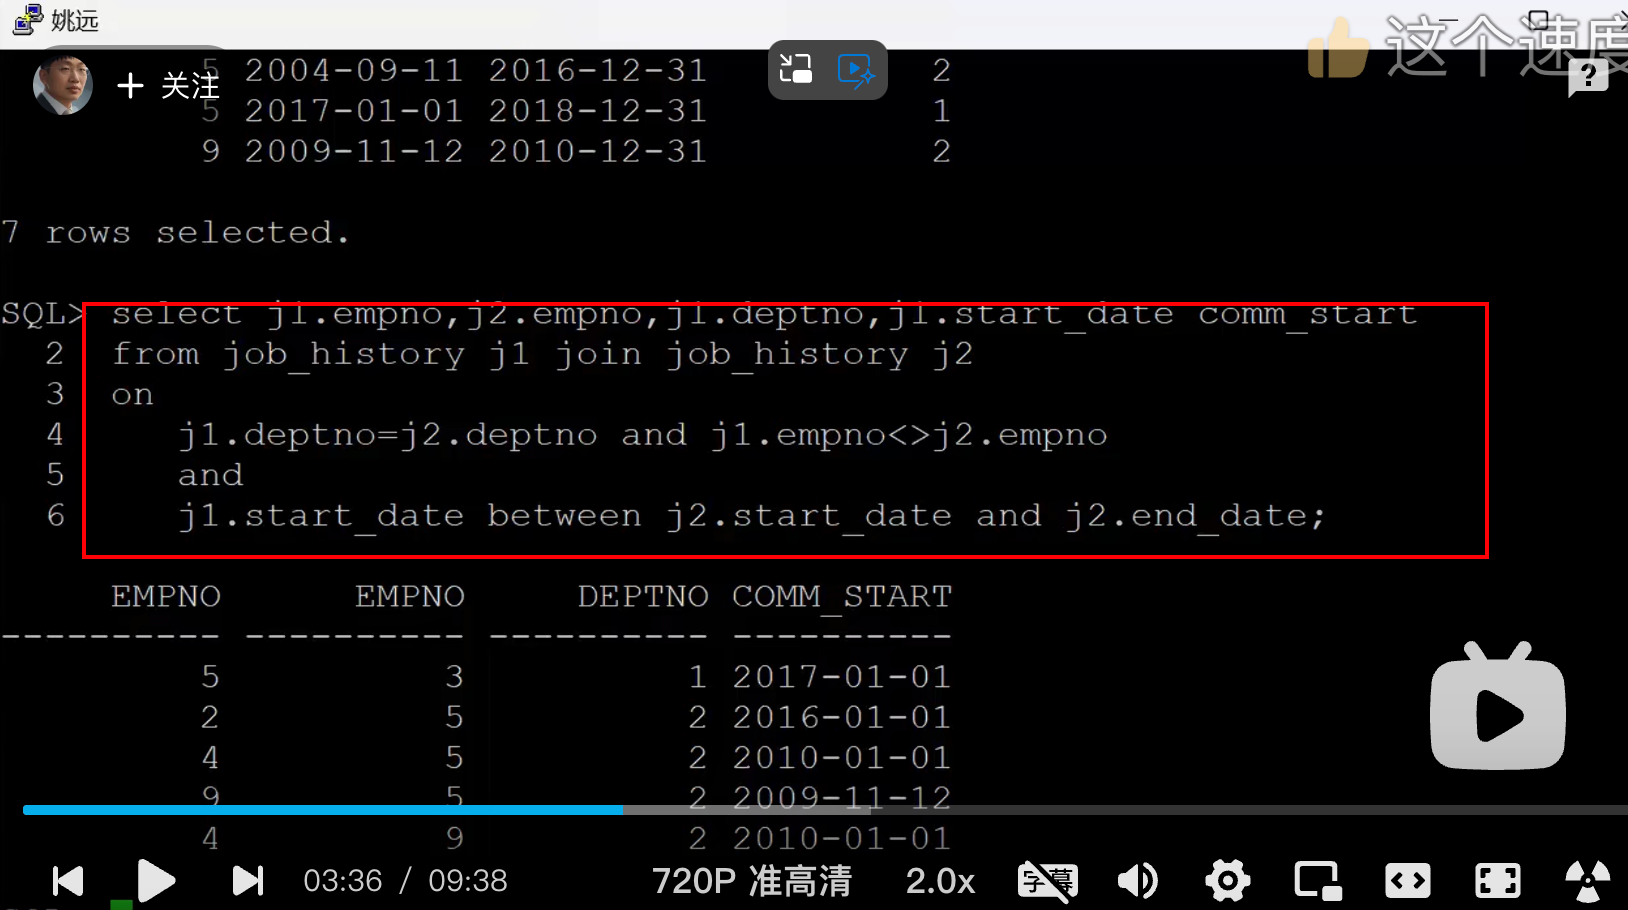 姚远
这个速度
+ 关注
5 2004-09-11 2016-12-31 2
5 2017-01-01 2018-12-31 1
9 2009-11-12 2010-12-31 2
7 rows selected.
SQL> select j1.empno,j2.empno,j1.deptno,j1.start_date comm_start
2 from job_history j1 join job_history j2
3 on
4 j1.deptno=j2.deptno and j1.empno<>j2.empno
5 and
6 j1.start_date between j2.start_date and j2.end_date;
EMPNO EMPNO DEPTNO COMM_START
---------- ---------- ---------- ----------
5 3 1 2017-01-01
2 5 2 2016-01-01
4 5 2 2010-01-01
9 5 2 2009-11-12
4 9 2 2010-01-01
03:36 / 09:38 720P 准高清 2.0x 字幕